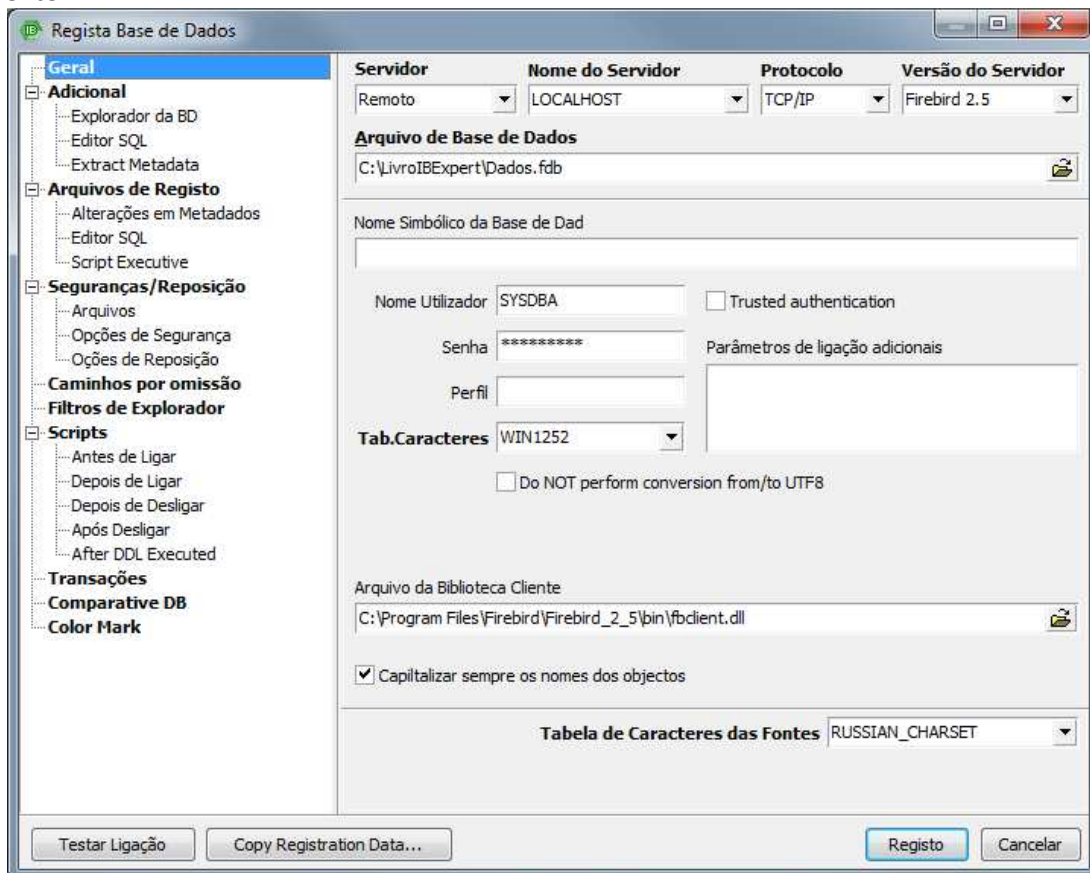 Regista Base de Dados
Geral
Adicional
Explorador da BD
Editor SQL
Extract Metadata
Arquivos de Registo
Alterações em Metadados
Editor SQL
Script Executive
Seguranças/Reposição
Arquivos
Opções de Segurança
Oções de Reposição
Caminhos por omissão
Filtros de Explorador
Scripts
Antes de Ligar
Depois de Ligar
Depois de Desligar
Após Desligar
After DDL Executed
Transações
Comparative DB
Color Mark
Servidor Nome do Servidor Protocolo Versão do Servidor
Remoto LOCALHOST TCP/IP Firebird 2.5
Arquivo de Base de Dados
C:\LivroIBExpert\Dados.fdb
Nome Simbólico da Base de Dad
Nome Utilizador SYSDBA Trusted authentication
Senha ********* Parâmetros de ligação adicionais
Perfil
Tab.Caracteres WIN1252
Do NOT perform conversion from/to UTF8
Arquivo da Biblioteca Cliente
C:\Program Files\Firebird\Firebird_2_5\bin\fbclient.dll
Capiltalizar sempre os nomes dos objectos
Tabela de Caracteres das Fontes RUSSIAN_CHARSET
Testar Ligação Copy Registration Data... Registo Cancelar